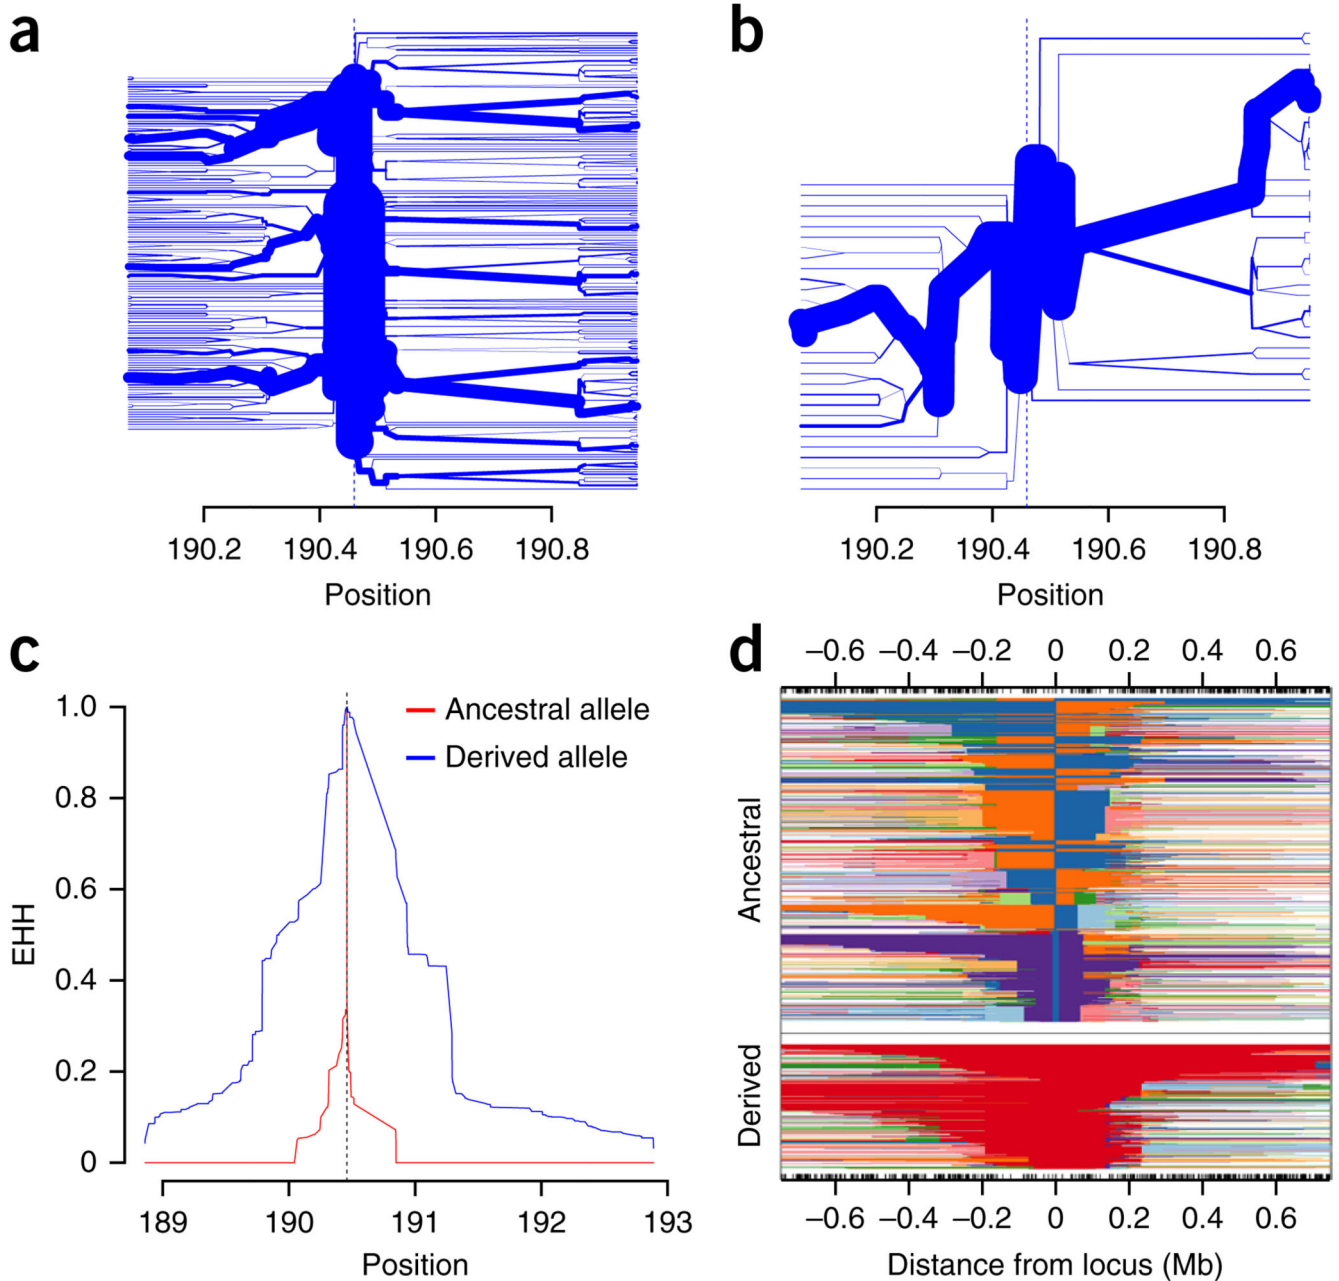 a
b
190.2 190.4 190.6 190.8
Position
190.2 190.4 190.6 190.8
Position
c
1.0
0.8
0.6
0.4
0.2
0
EHH
Ancestral allele
Derived allele
189 190 191 192 193
Position
d
−0.6 −0.4 −0.2 0 0.2 0.4 0.6
Ancestral
Derived
−0.6 −0.4 −0.2 0 0.2 0.4 0.6
Distance from locus (Mb)